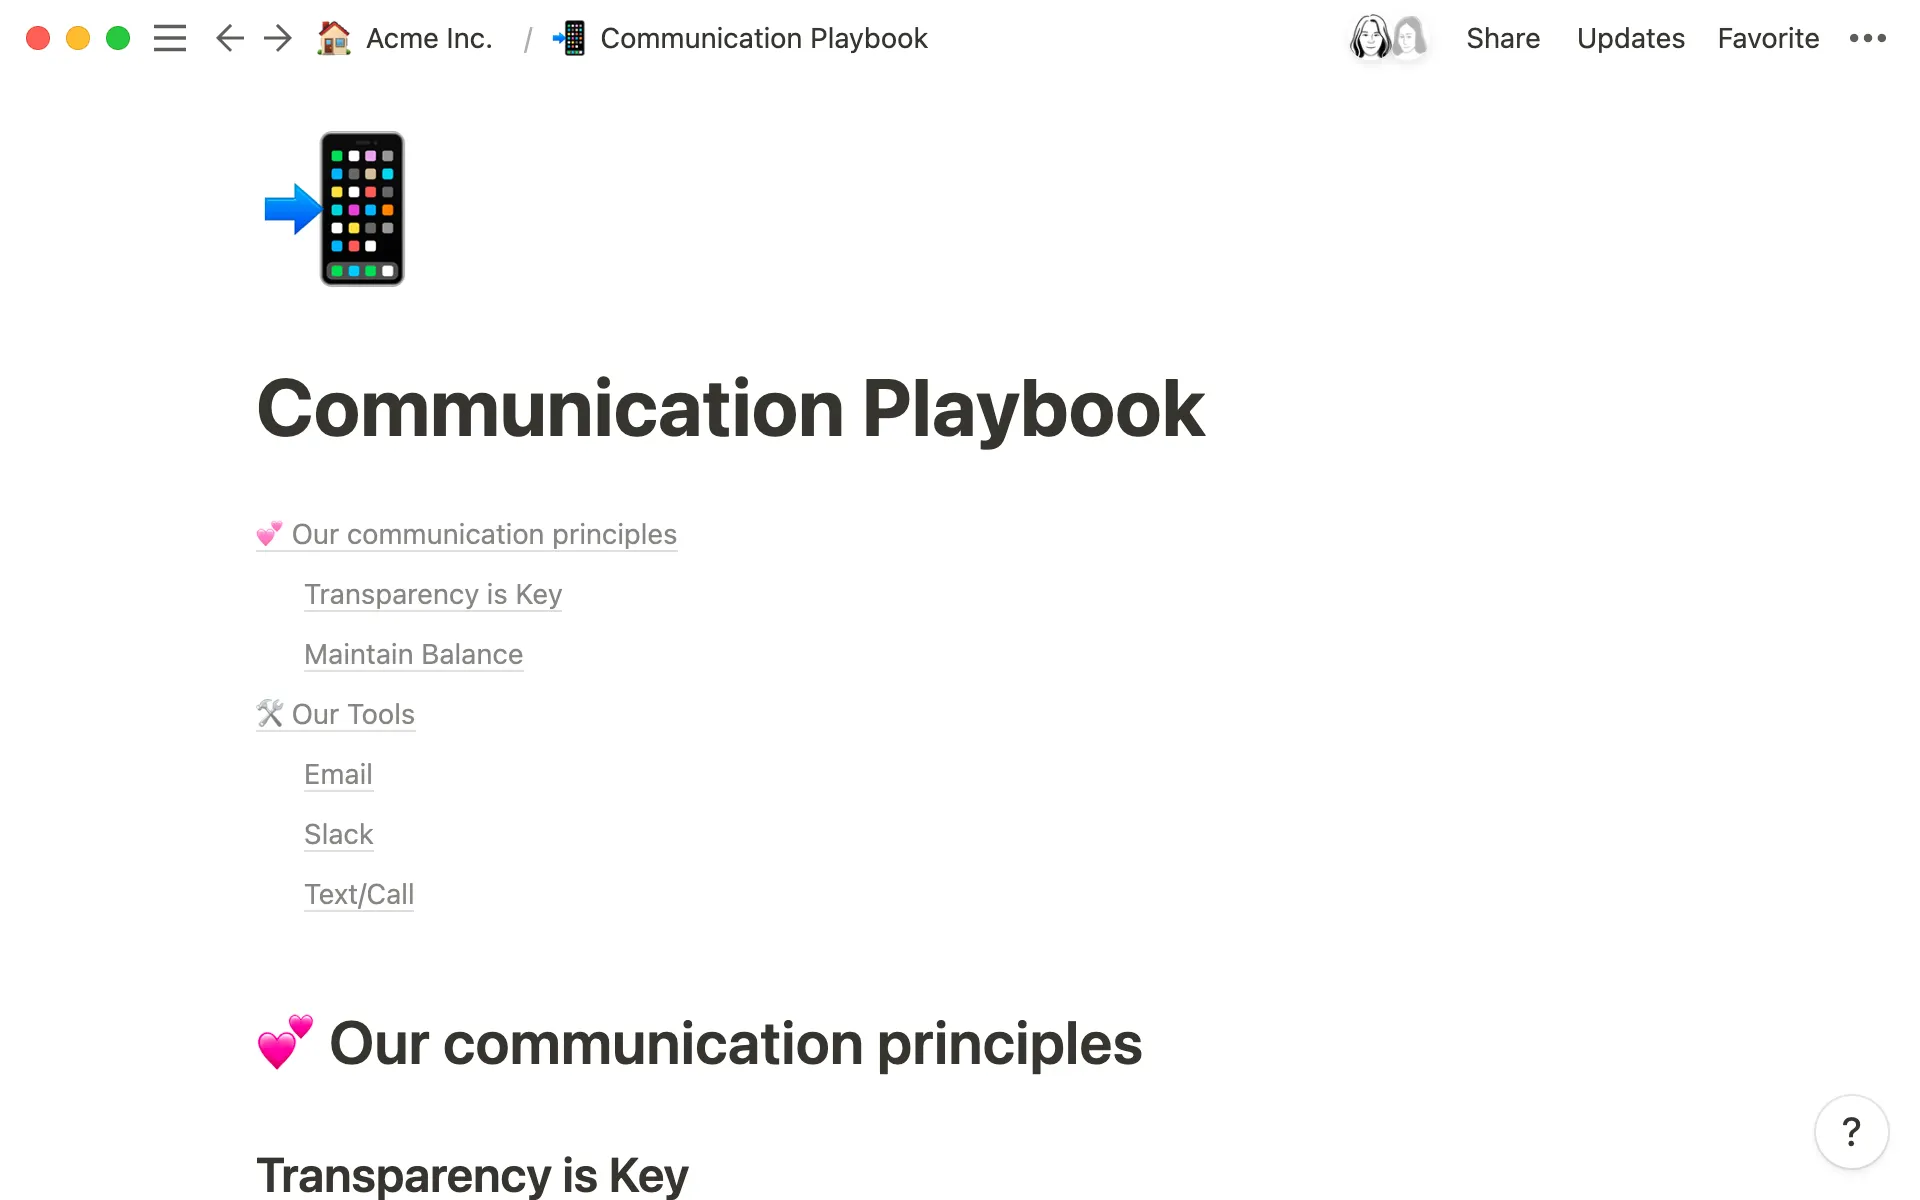 Acme Inc. / Communication Playbook Share Updates Favorite
Communication Playbook
Our communication principles
Transparency is Key
Maintain Balance
Our Tools
Email
Slack
Text/Call
Our communication principles
Transparency is Key
?